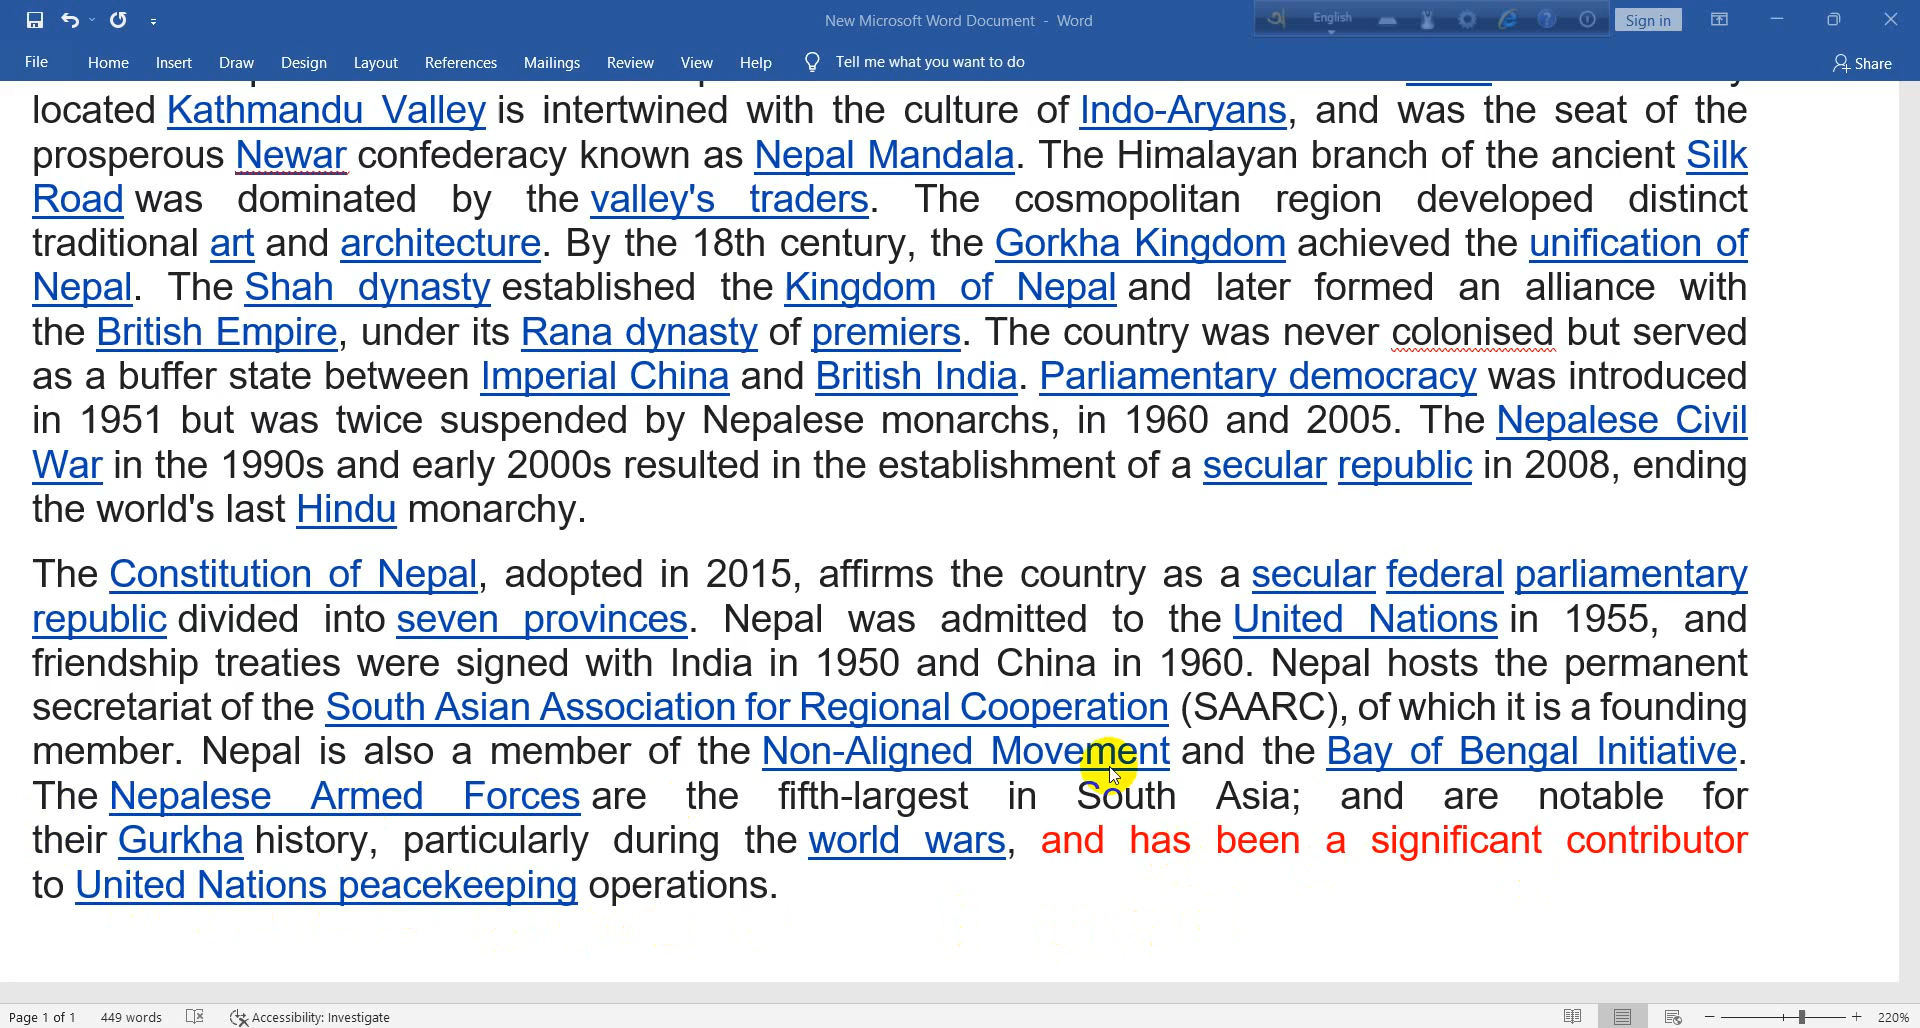 New Microsoft Word Document - Word
English
Sign in
File Home Insert Draw Design Layout References Mailings Review View Help Tell me what you want to do
Share
located Kathmandu Valley is intertwined with the culture of Indo-Aryans, and was the seat of the
prosperous Newar confederacy known as Nepal Mandala. The Himalayan branch of the ancient Silk
Road was dominated by the valley's traders. The cosmopolitan region developed distinct
traditional art and architecture. By the 18th century, the Gorkha Kingdom achieved the unification of
Nepal. The Shah dynasty established the Kingdom of Nepal and later formed an alliance with
the British Empire, under its Rana dynasty of premiers. The country was never colonised but served
as a buffer state between Imperial China and British India. Parliamentary democracy was introduced
in 1951 but was twice suspended by Nepalese monarchs, in 1960 and 2005. The Nepalese Civil
War in the 1990s and early 2000s resulted in the establishment of a secular republic in 2008, ending
the world's last Hindu monarchy.
The Constitution of Nepal, adopted in 2015, affirms the country as a secular federal parliamentary
republic divided into seven provinces. Nepal was admitted to the United Nations in 1955, and
friendship treaties were signed with India in 1950 and China in 1960. Nepal hosts the permanent
secretariat of the South Asian Association for Regional Cooperation (SAARC), of which it is a founding
member. Nepal is also a member of the Non-Aligned Movement and the Bay of Bengal Initiative.
The Nepalese Armed Forces are the fifth-largest in South Asia; and are notable for
their Gurkha history, particularly during the world wars, and has been a significant contributor
to United Nations peacekeeping operations.
Page 1 of 1 449 words Accessibility: Investigate 220%